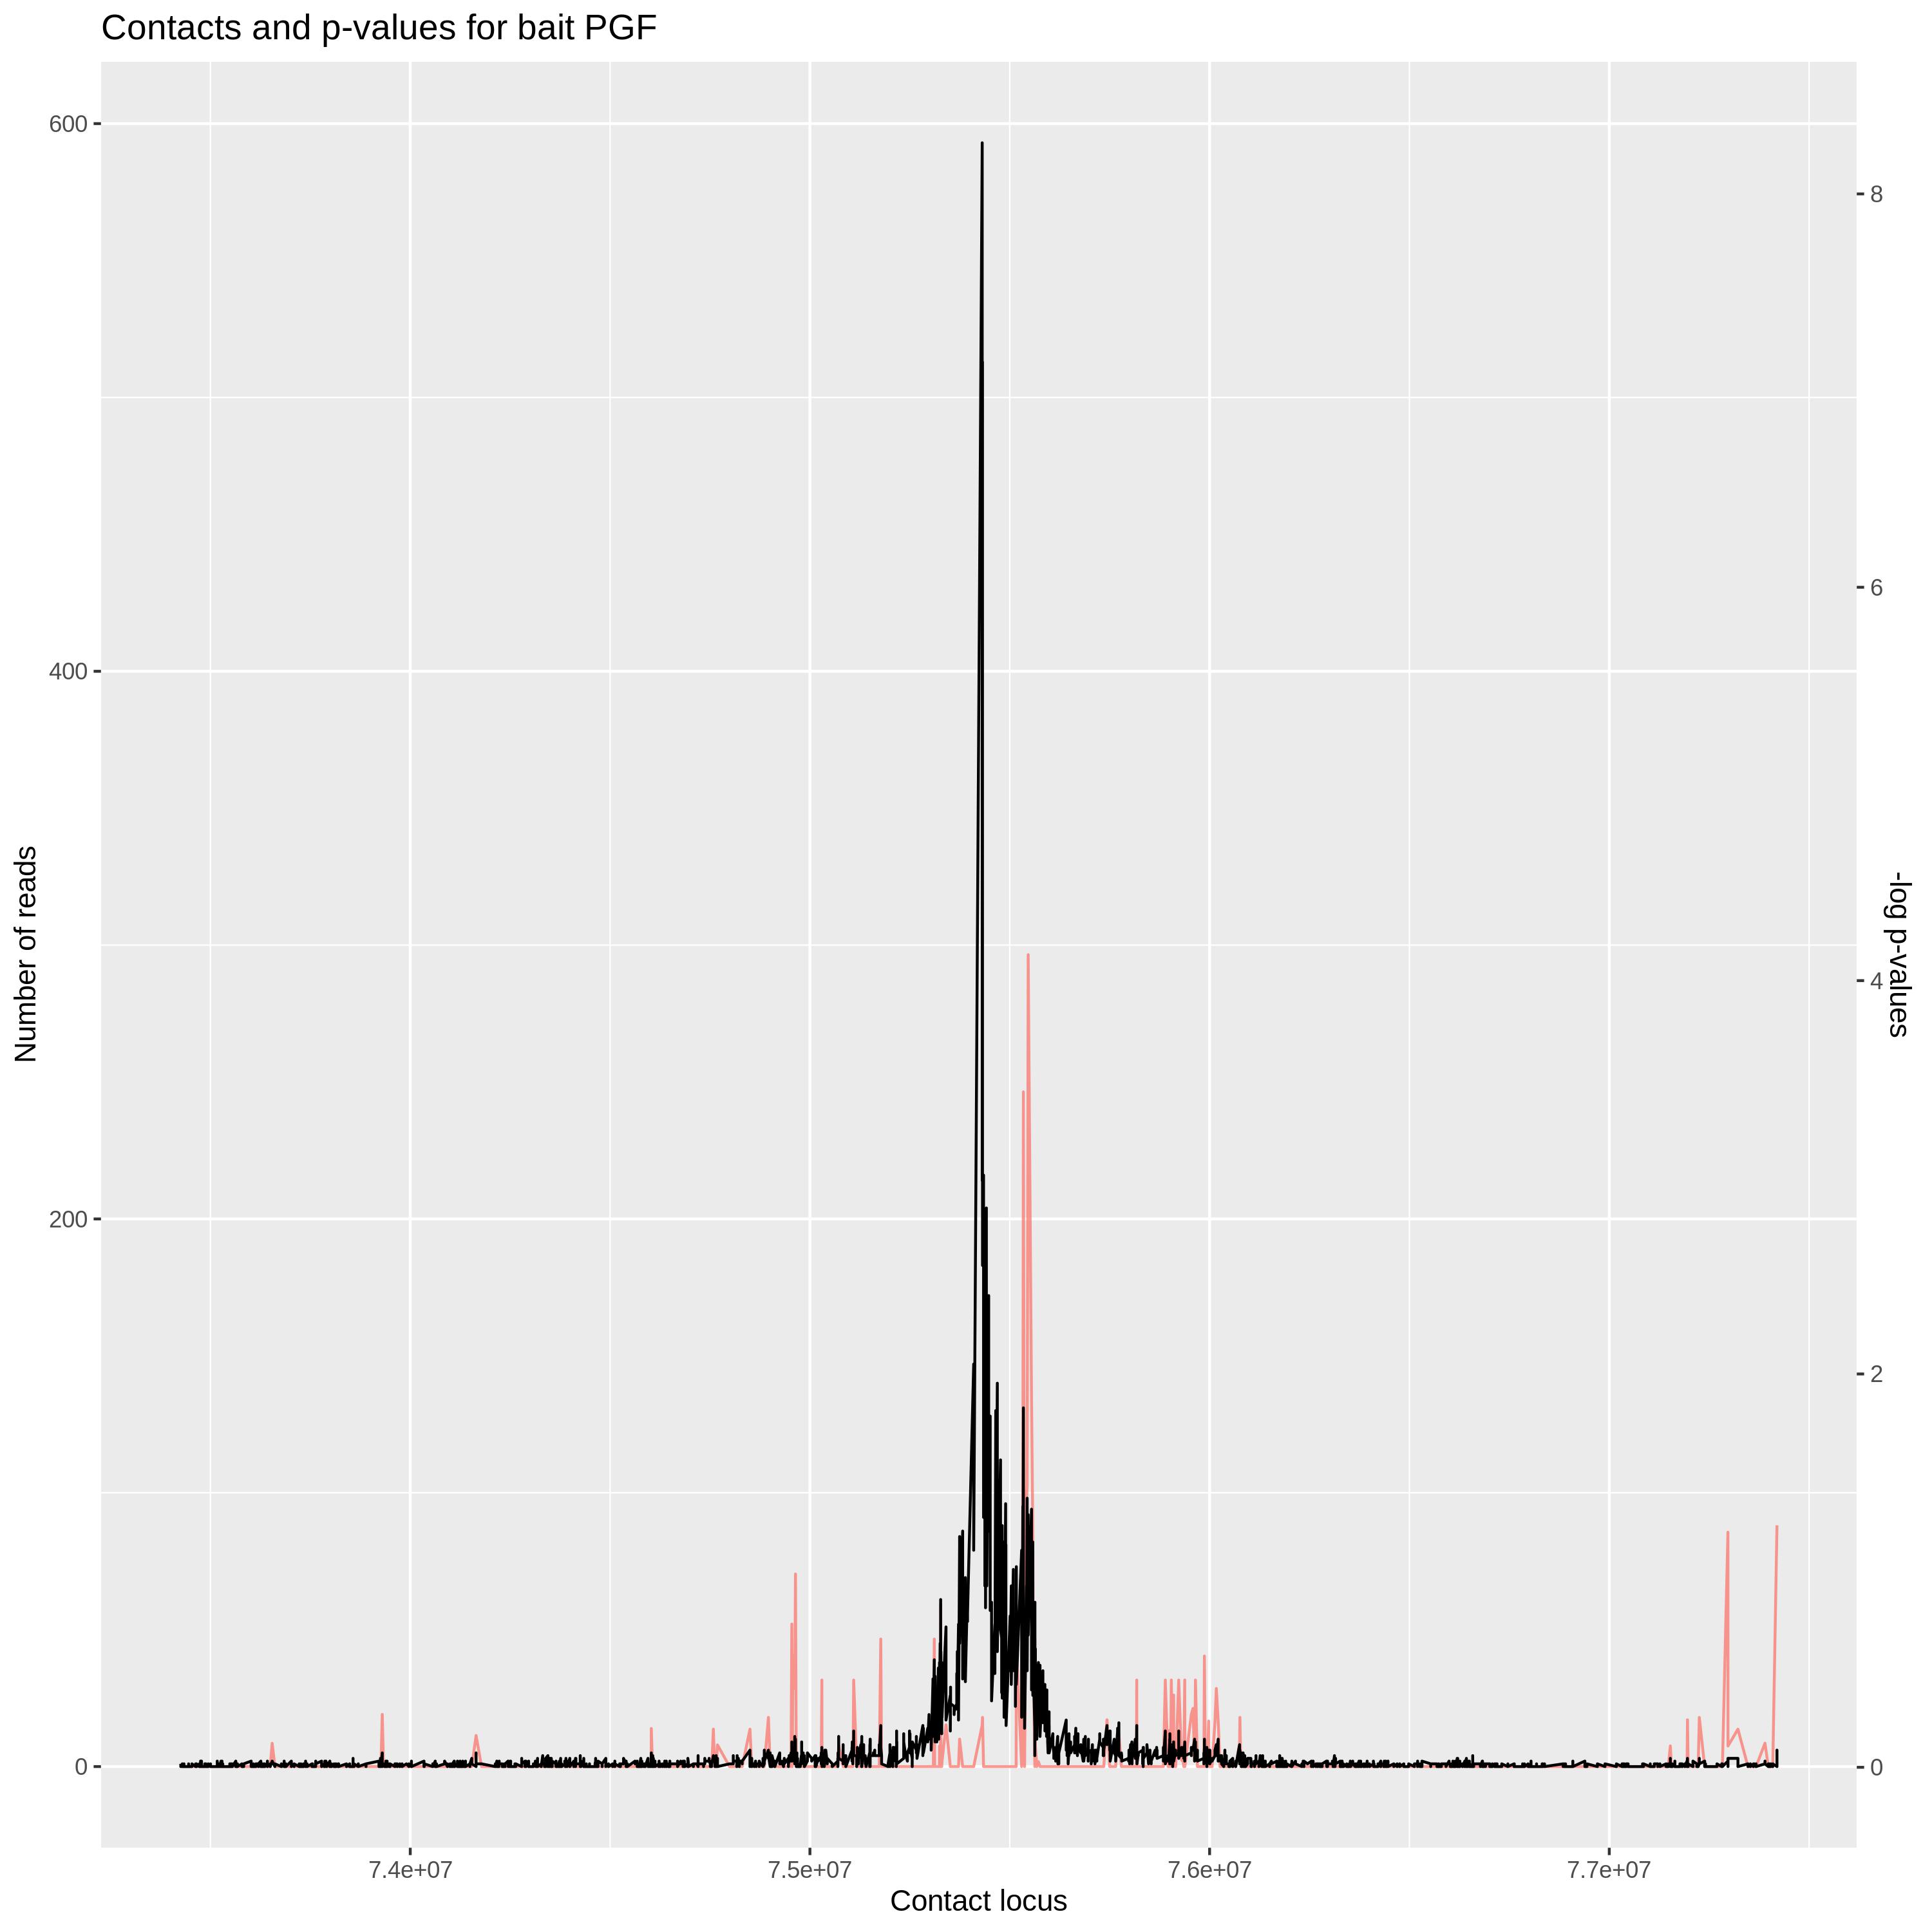 Contacts and p-values for bait PGF
600
400
200
0
Number of reads
8
6
4
2
0
-log p-values
7.4e+07
7.5e+07
7.6e+07
7.7e+07
Contact locus